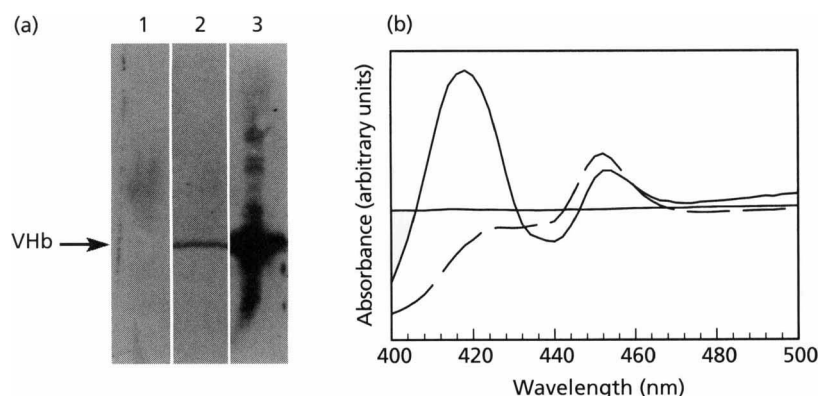 (a)
1 2 3
VHb
(b)
Absorbance (arbitrary units)
400 420 440 460 480 500
Wavelength (nm)